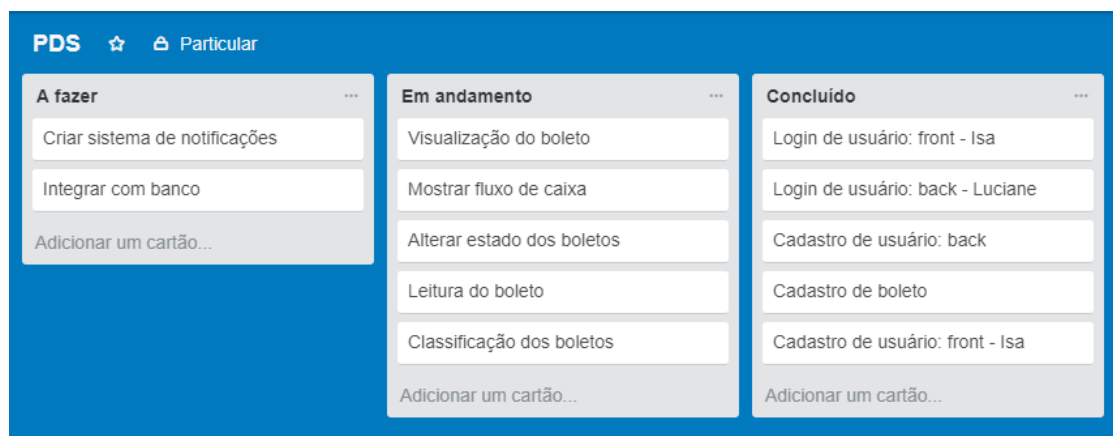 PDS Particular
A fazer
Criar sistema de notificações
Integrar com banco
Adicionar um cartão...
Em andamento
Visualização do boleto
Mostrar fluxo de caixa
Alterar estado dos boletos
Leitura do boleto
Classificação dos boletos
Adicionar um cartão...
Concluído
Login de usuário: front - Isa
Login de usuário: back - Luciane
Cadastro de usuário: back
Cadastro de boleto
Cadastro de usuário: front - Isa
Adicionar um cartão...